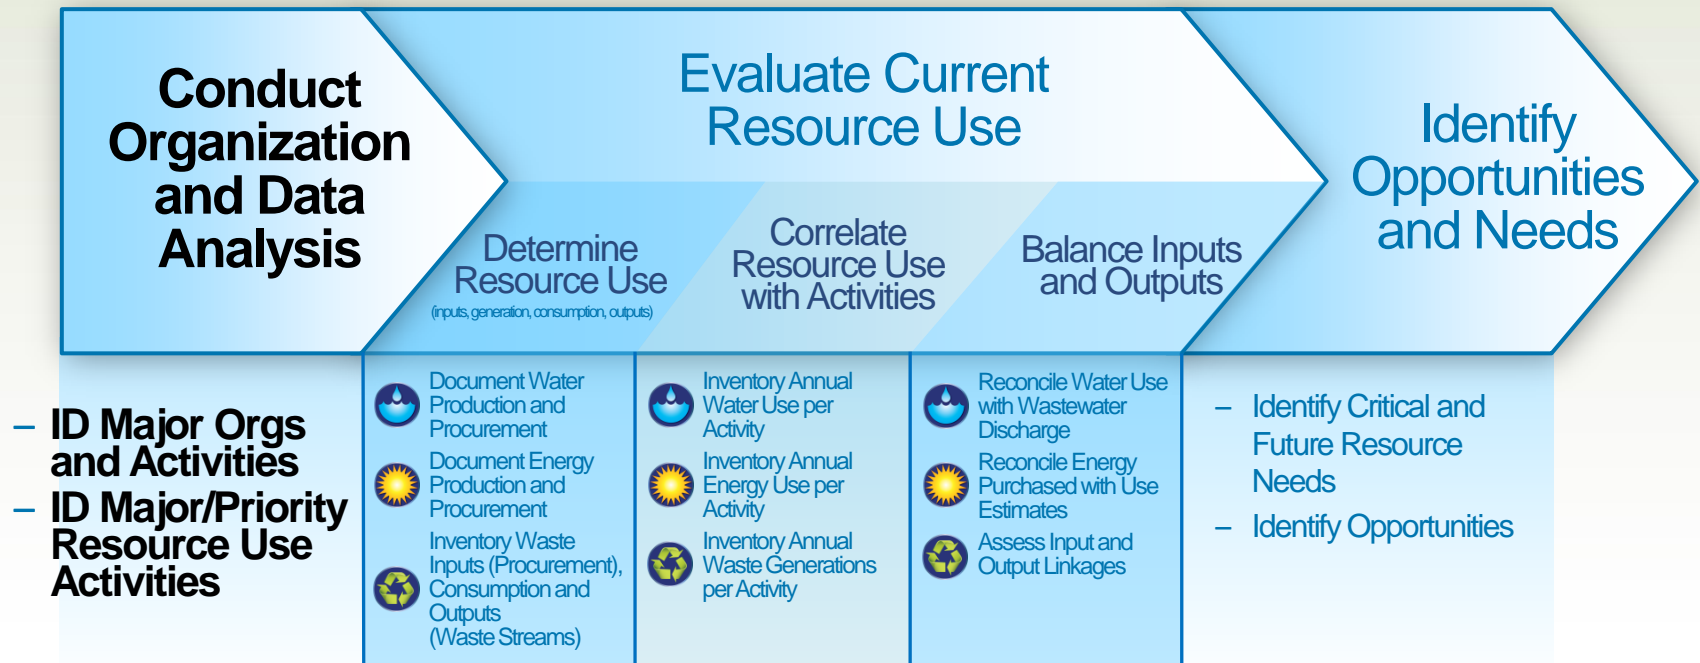 Conduct
Organization
and Data
Analysis
Evaluate Current
Resource Use
Identify
Opportunities
and Needs
Determine
Resource Use
(inputs, generation, consumption, outputs)
Correlate
Resource Use
with Activities
Balance Inputs
and Outputs
– ID Major Orgs
and Activities
– ID Major/Priority
Resource Use
Activities
Document Water
Production and
Procurement
Document Energy
Production and
Procurement
Inventory Waste
Inputs (Procurement),
Consumption and
Outputs
(Waste Streams)
Inventory Annual
Water Use per
Activity
Inventory Annual
Energy Use per
Activity
Inventory Annual
Waste Generations
per Activity
Reconcile Water Use
with Wastewater
Discharge
Reconcile Energy
Purchased with Use
Estimates
Assess Input and
Output Linkages
– Identify Critical and
Future Resource
Needs
– Identify Opportunities